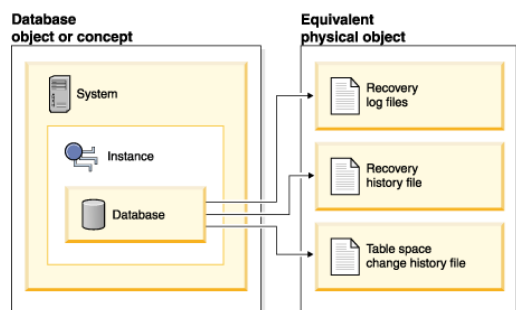 Database
object or concept
Equivalent
physical object
System
Instance
Database
Recovery
log files
Recovery
history file
Table space
change history file